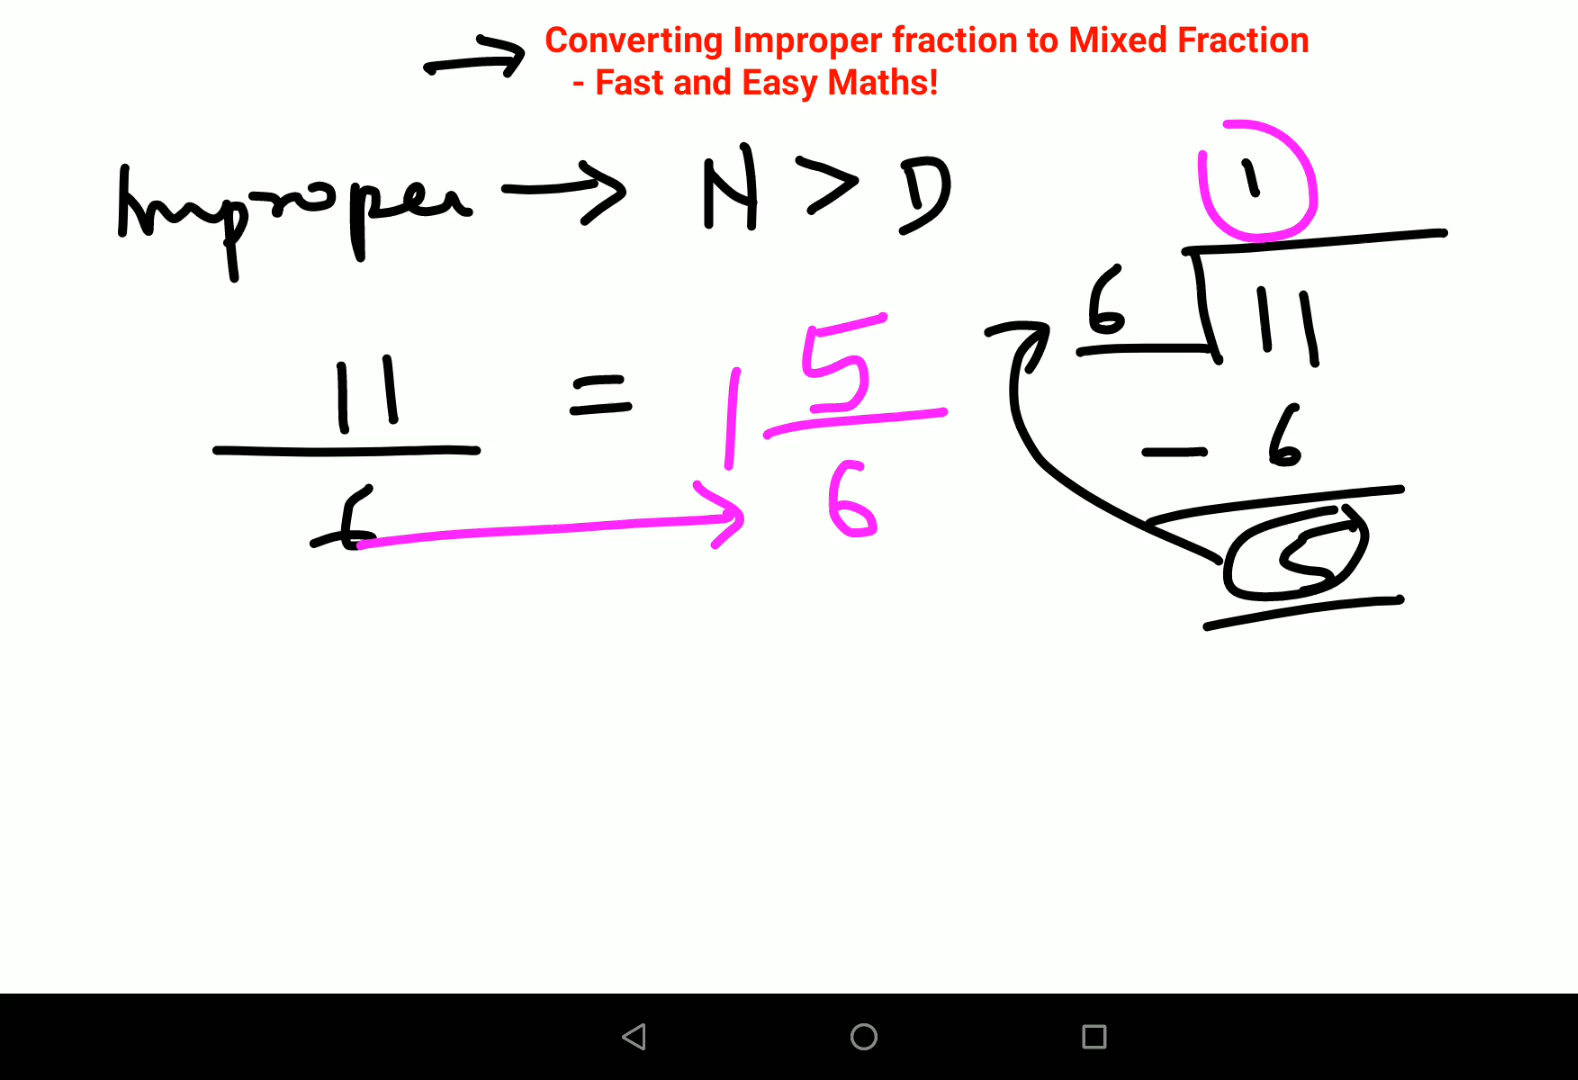 → Converting Improper fraction to Mixed Fraction
- Fast and Easy Maths!
Improper → N > D
11/6 = 1 5/6
1
6 11
- 6
5